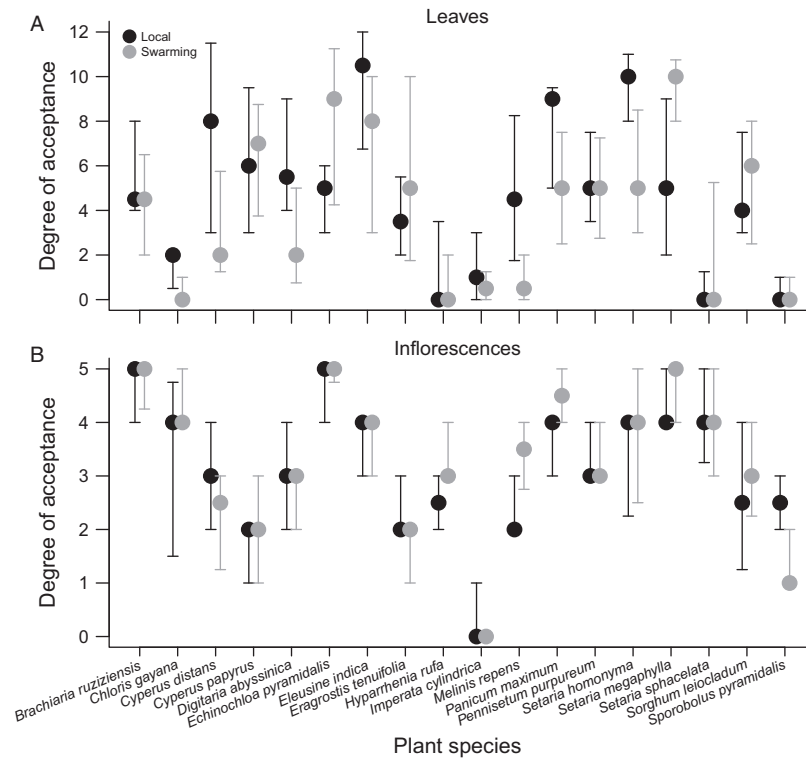 A
Leaves
Local
Swarming
Degree of acceptance
12
10
8
6
4
2
0
B
Inflorescences
Degree of acceptance
5
4
3
2
1
0
Brachiaria ruziziensis
Chloris gayana
Cyperus distans
Cyperus papyrus
Digitaria abyssinica
Echinochloa pyramidalis
Eleusine indica
Eragrostis tenuifolia
Hyparrhenia rufa
Imperata cylindrica
Melinis repens
Panicum maximum
Pennisetum purpureum
Setaria homonyma
Setaria megaphylla
Setaria sphacelata
Sorghum leiocladum
Sporobolus pyramidalis
Plant species